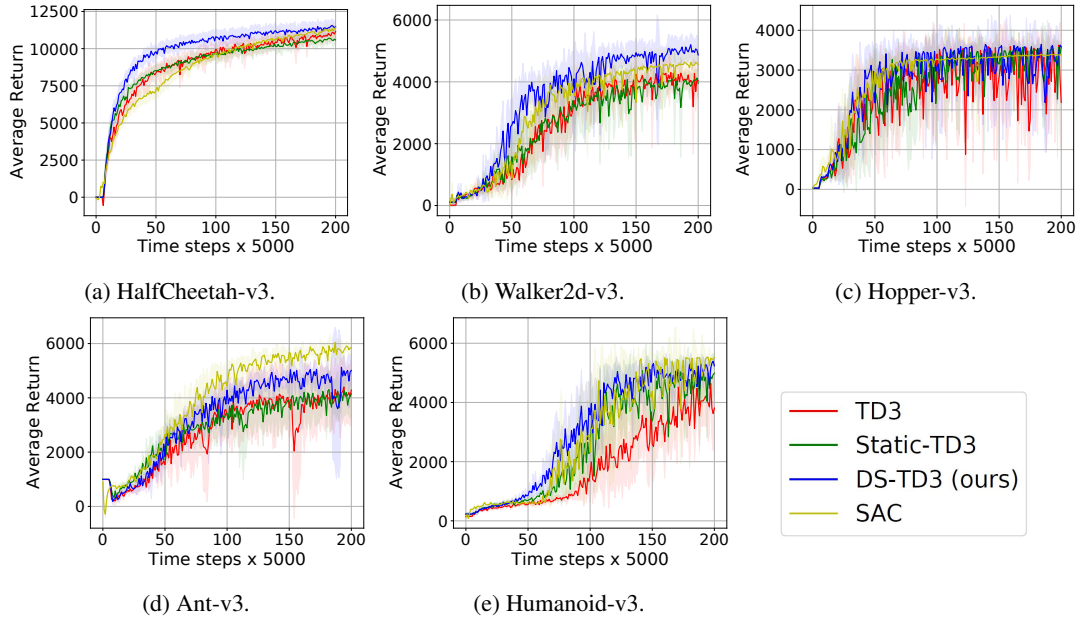 12500
10000
7500
5000
2500
0
Average Return
0 50 100 150 200
Time steps x 5000
(a) HalfCheetah-v3.
6000
4000
2000
0
Average Return
0 50 100 150 200
Time steps x 5000
(b) Walker2d-v3.
4000
3000
2000
1000
0
Average Return
0 50 100 150 200
Time steps x 5000
(c) Hopper-v3.
6000
4000
2000
0
Average Return
0 50 100 150 200
Time steps x 5000
(d) Ant-v3.
6000
4000
2000
0
Average Return
0 50 100 150 200
Time steps x 5000
(e) Humanoid-v3.
TD3
Static-TD3
DS-TD3 (ours)
SAC